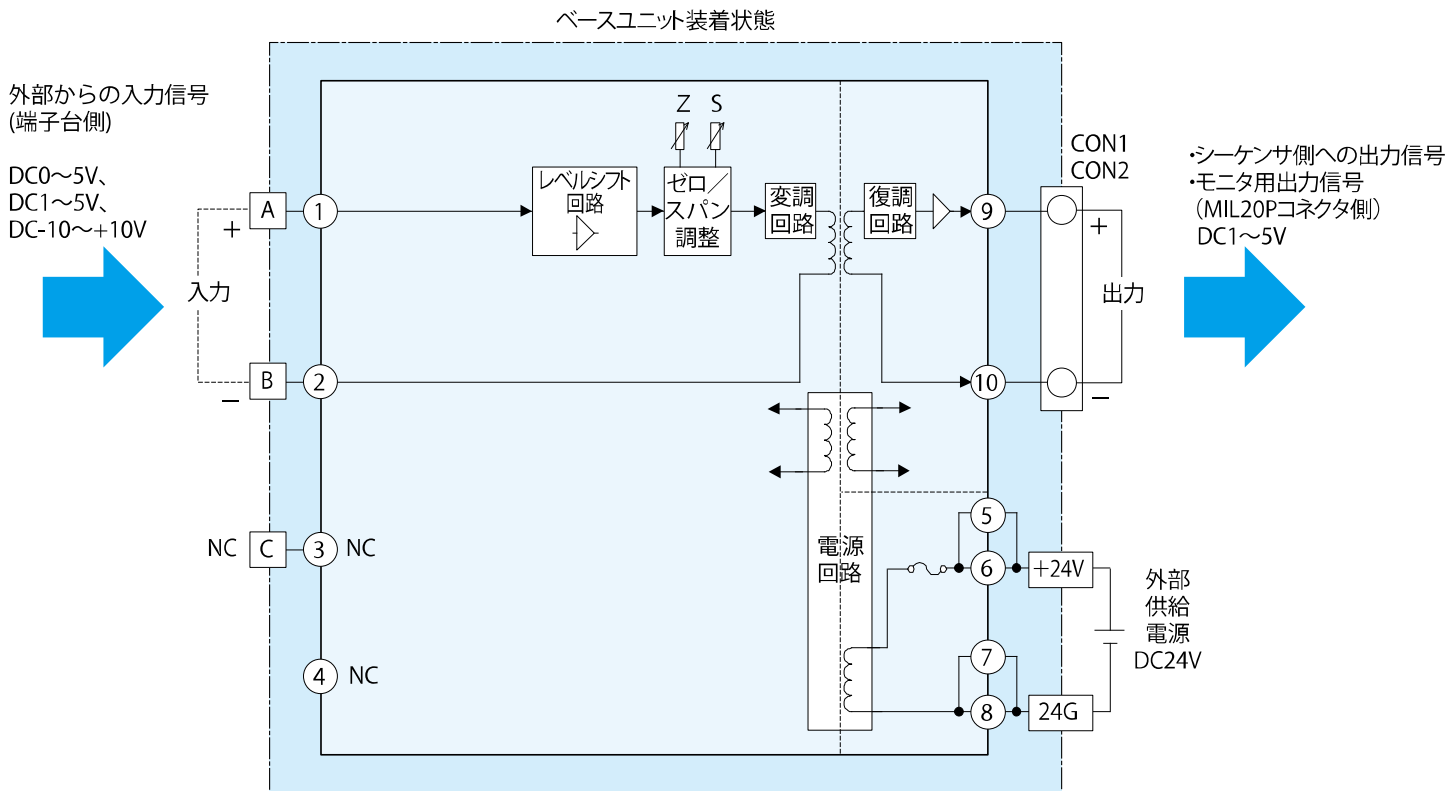 ベースユニット装着状態
外部からの入力信号
(端子台側)
DC0～5V、
DC1～5V、
DC-10～+10V
入力
A
+
B
−
NC
C
1
2
3
NC
4
NC
レベルシフト
回路
Z
S
ゼロ／
スパン
調整
変調
回路
復調
回路
電源
回路
9
10
5
6
7
8
CON1
CON2
+
−
出力
・シーケンサ側への出力信号
・モニタ用出力信号
（MIL20Pコネクタ側）
DC1～5V
+24V
24G
外部
供給
電源
DC24V